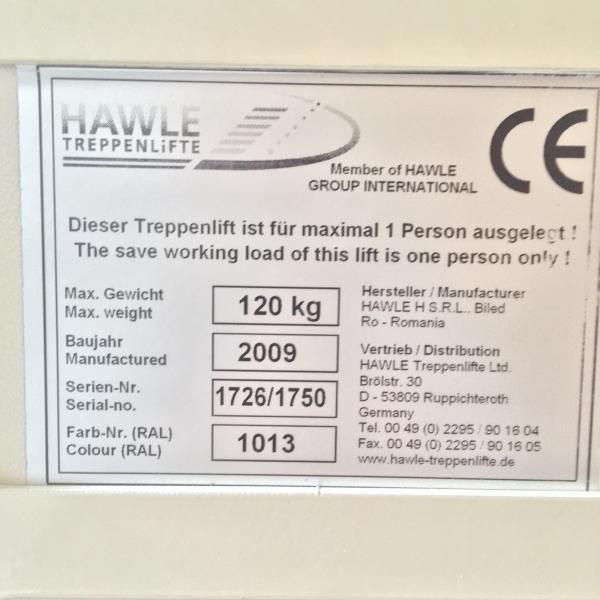 HAWLE
TREPPENLiFTE
Member of HAWLE
GROUP INTERNATIONAL
CE
Dieser Treppenlift ist für maximal 1 Person ausgelegt !
The save working load of this lift is one person only !
Max. Gewicht
Max. weight
120 kg
Baujahr
Manufactured
2009
Serien-Nr.
Serial-no.
1726/1750
Farb-Nr. (RAL)
Colour (RAL)
1013
Hersteller / Manufacturer
HAWLE H S.R.L., Biled
Ro - Romania
Vertrieb / Distribution
HAWLE Treppenlifte Ltd.
Brölstr. 30
D - 53809 Ruppichteroth
Germany
Tel. 00 49 (0) 2295 / 90 16 04
Fax. 00 49 (0) 2295 / 90 16 05
www.hawle-treppenlifte.de